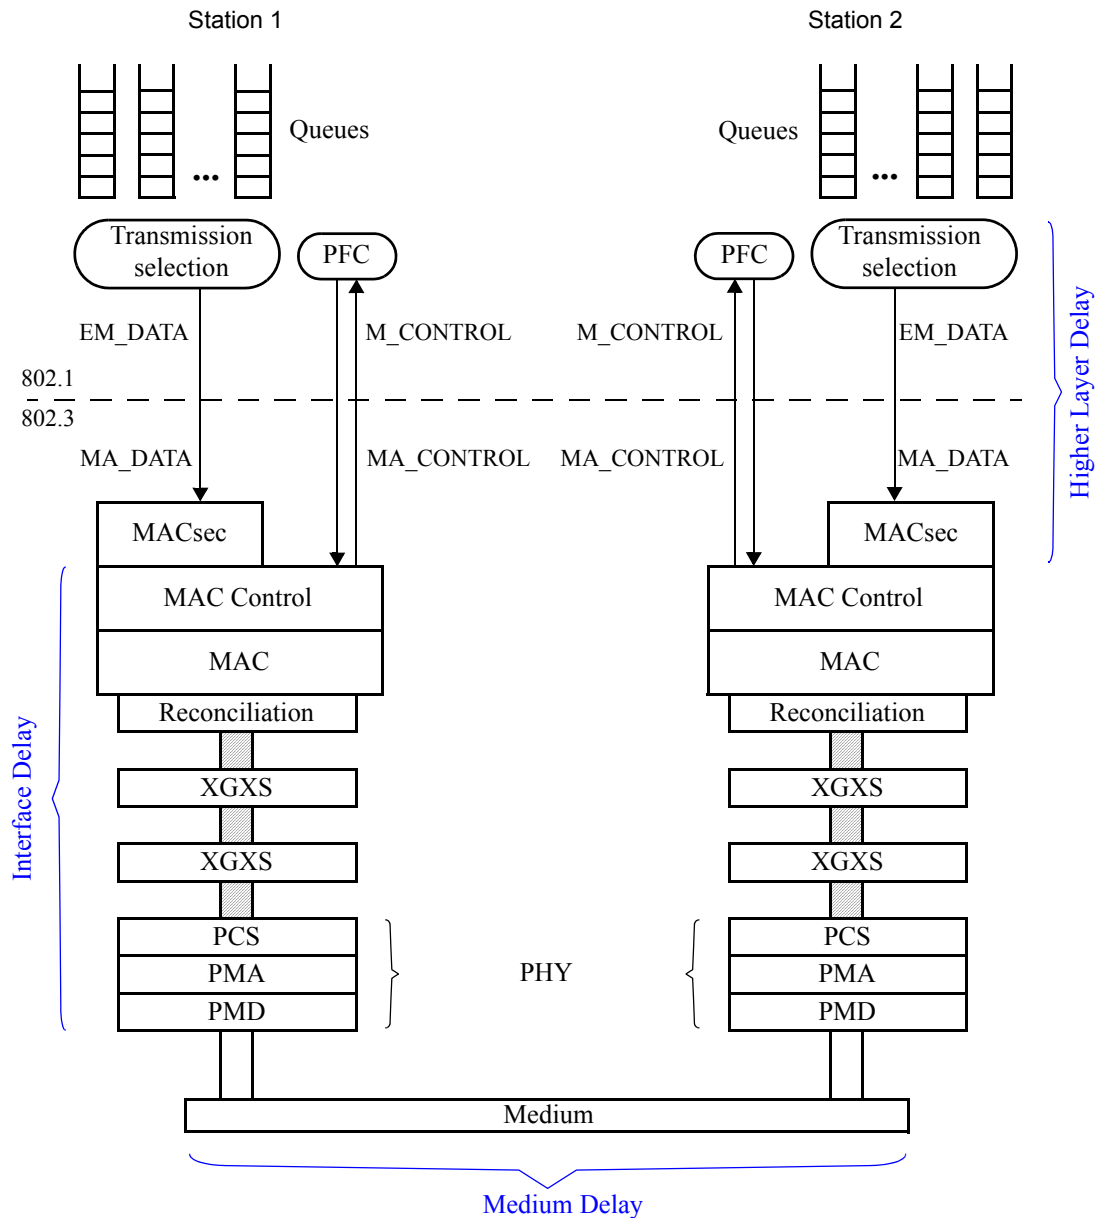 Station 1
Station 2
Queues
Queues
...
...
Transmission
selection
PFC
PFC
Transmission
selection
EM_DATA
M_CONTROL
M_CONTROL
EM_DATA
802.1
802.3
MA_DATA
MA_CONTROL
MA_CONTROL
MA_DATA
Higher Layer Delay
MACsec
MACsec
MAC Control
MAC Control
MAC
MAC
Reconciliation
Reconciliation
Interface Delay
XGXS
XGXS
XGXS
XGXS
PCS
PCS
PMA
PHY
PMA
PMD
PMD
Medium
Medium Delay